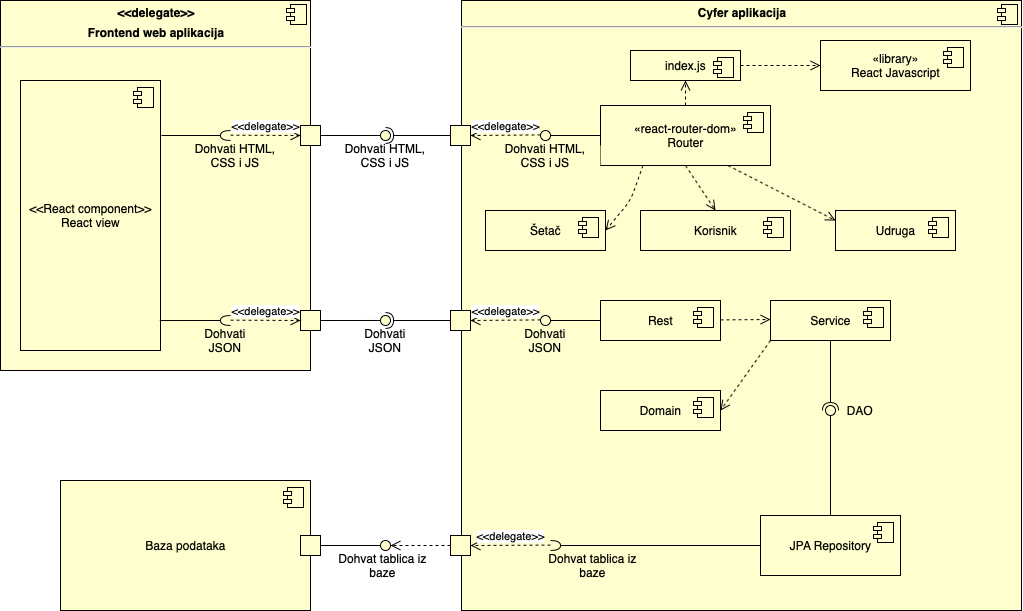 <<delegate>>
Frontend web aplikacija
Cyfer aplikacija
index.js
«library»
React Javascript
«react-router-dom»
Router
<<delegate>>
Dohvati HTML,
CSS i JS
Dohvati HTML,
CSS i JS
<<delegate>>
Dohvati HTML,
CSS i JS
<<React component>>
React view
Šetač
Korisnik
Udruga
<<delegate>>
Dohvati
JSON
Dohvati
JSON
<<delegate>>
Dohvati
JSON
Rest
Service
Domain
DAO
Baza podataka
Dohvat tablica iz
baze
<<delegate>>
Dohvat tablica iz
baze
JPA Repository